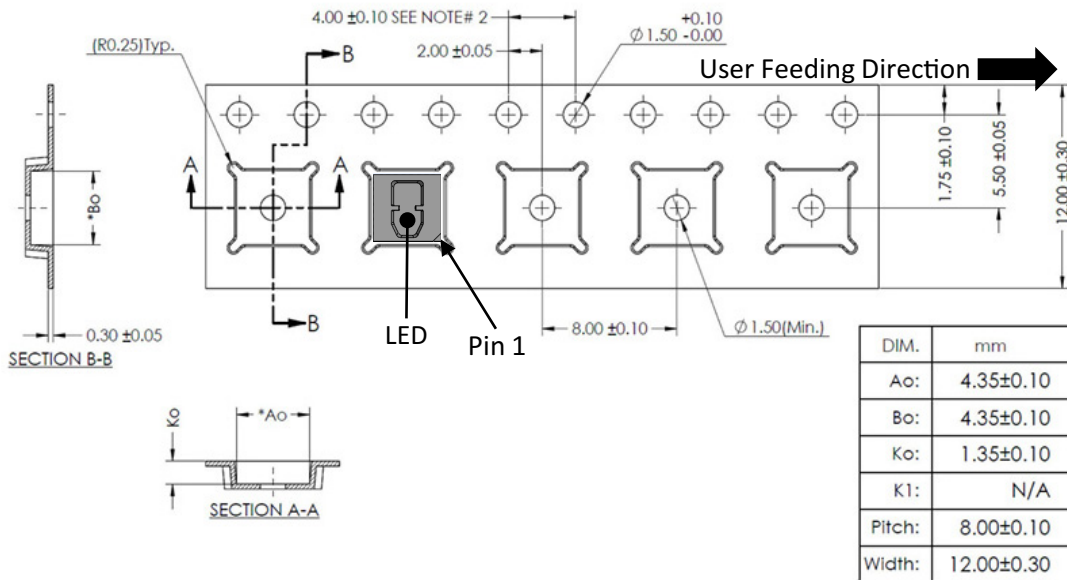 4.00 ±0.10 SEE NOTE# 2
+0.10
∅1.50 -0.00
(R0.25)Typ.
B
2.00 ±0.05
User Feeding Direction
A
A
*Bo
1.75 ±0.10
5.50 ±0.05
12.00 ±0.30
B
0.30 ±0.05
SECTION B-B
LED
Pin 1
8.00 ±0.10
∅1.50(Min.)
Ko
*Ao
SECTION A-A
DIM. mm
Ao: 4.35±0.10
Bo: 4.35±0.10
Ko: 1.35±0.10
K1: N/A
Pitch: 8.00±0.10
Width: 12.00±0.30